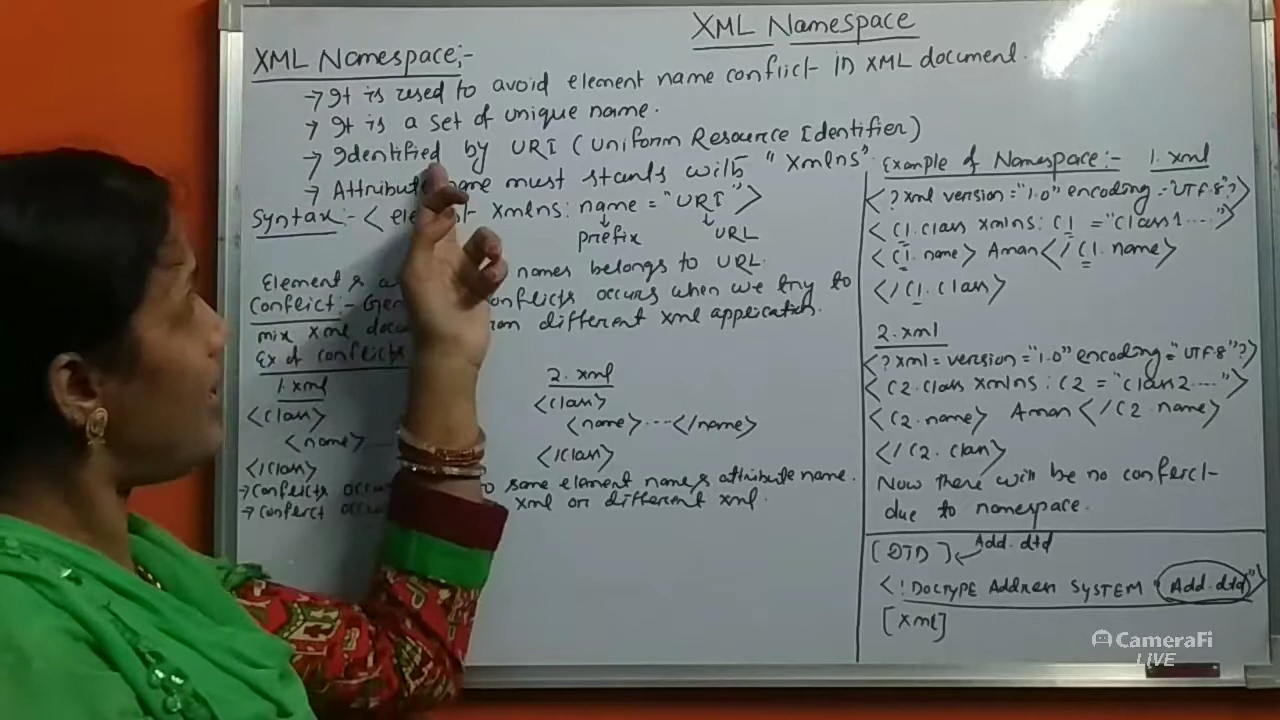 XML Namespace
XML Namespace:-
→ It is used to avoid element name conflict in XML document.
→ It is a set of unique name.
→ Identified by URI (Uniform Resource Identifier)
→ Attribute name must starts with "xmlns".
Syntax:- < xmlns: name = "URI">
prefix URL
Element & names belongs to URL.
Conflict:- conflicts occurs when we try to
mix xml different xml application.
Ex of conflicts
1. xml
<class>
<name> ...
</class>
→ Conflicts same element name & attribute name.
→ Conflict xml or different xml.
2. xml
<class>
<name> ... </name>
</class>
Example of Namespace:- 1. xml
<?xml version="1.0" encoding="UTF-8"?>
<C1.class xmlns: C1 = "Class1....">
<C1.name> Aman </C1.name>
</C1.class>
2. xml
<?xml = version="1.0" encoding="UTF-8"?>
<C2.class xmlns: C2 = "class2....">
<C2.name> Aman </C2.name>
</C2.class>
Now there will be no
due to namespace.
[DTD] Add.dtd
<!DOCTYPE Address SYSTEM "Add.dtd">
[xml]
CameraFi
LIVE